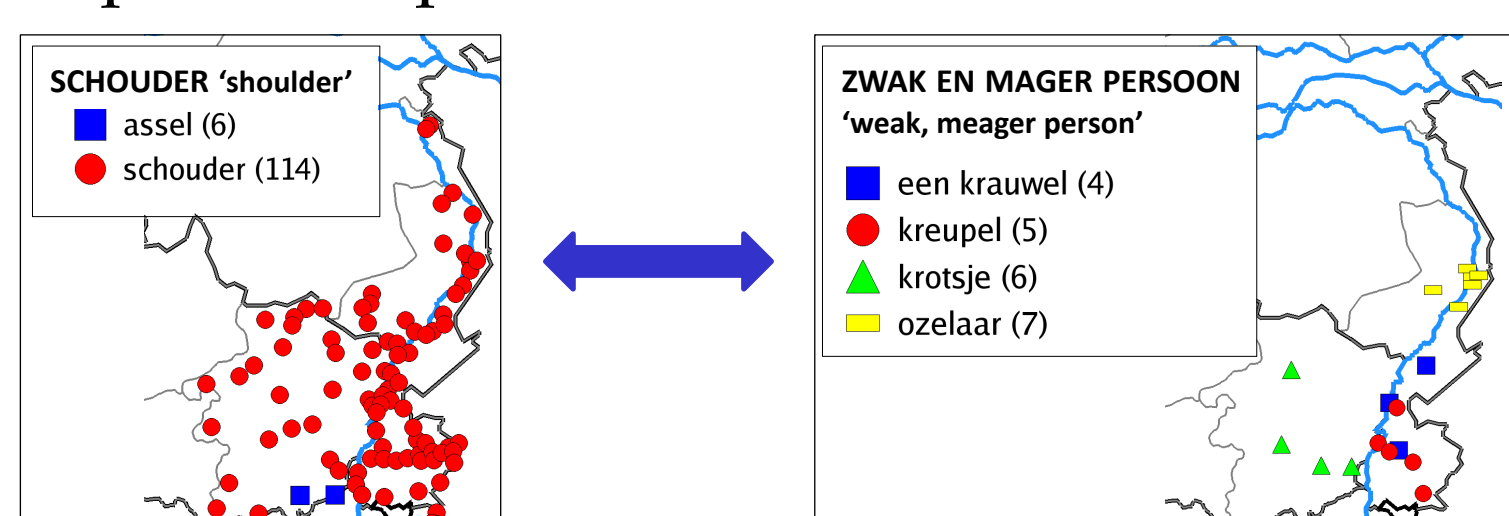 SCHOUDER ‘shoulder’
assel (6)
schouder (114)
ZWAK EN MAGER PERSOON
‘weak, meager person’
een krauwel (4)
kreupel (5)
krotsje (6)
ozelaar (7)